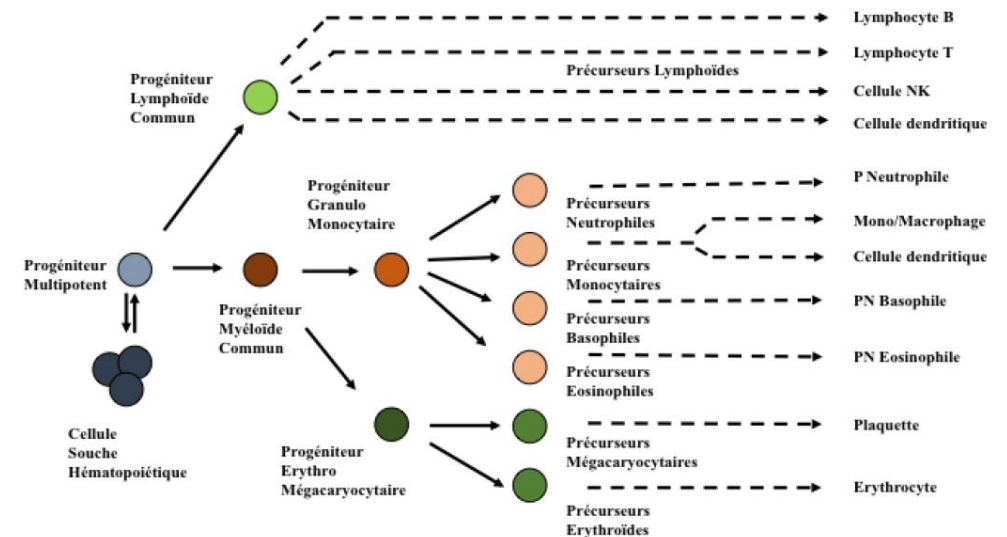 Lymphocyte B
Lymphocyte T
Précurseurs Lymphoïdes
Cellule NK
Cellule dendritique
Progéniteur
Lymphoïde
Commun
Progéniteur
Granulo
Monocytaire
P Neutrophile
Précurseurs
Neutrophiles
Mono/Macrophage
Cellule dendritique
Précurseurs
Monocytaires
Progéniteur
Multipotent
Progéniteur
Myéloïde
Commun
PN Basophile
Précurseurs
Basophiles
PN Eosinophile
Précurseurs
Eosinophiles
Cellule
Souche
Hématopoiétique
Progéniteur
Erythro
Mégacaryocytaire
Plaquette
Précurseurs
Mégacaryocytaires
Erythrocyte
Précurseurs
Erythroïdes